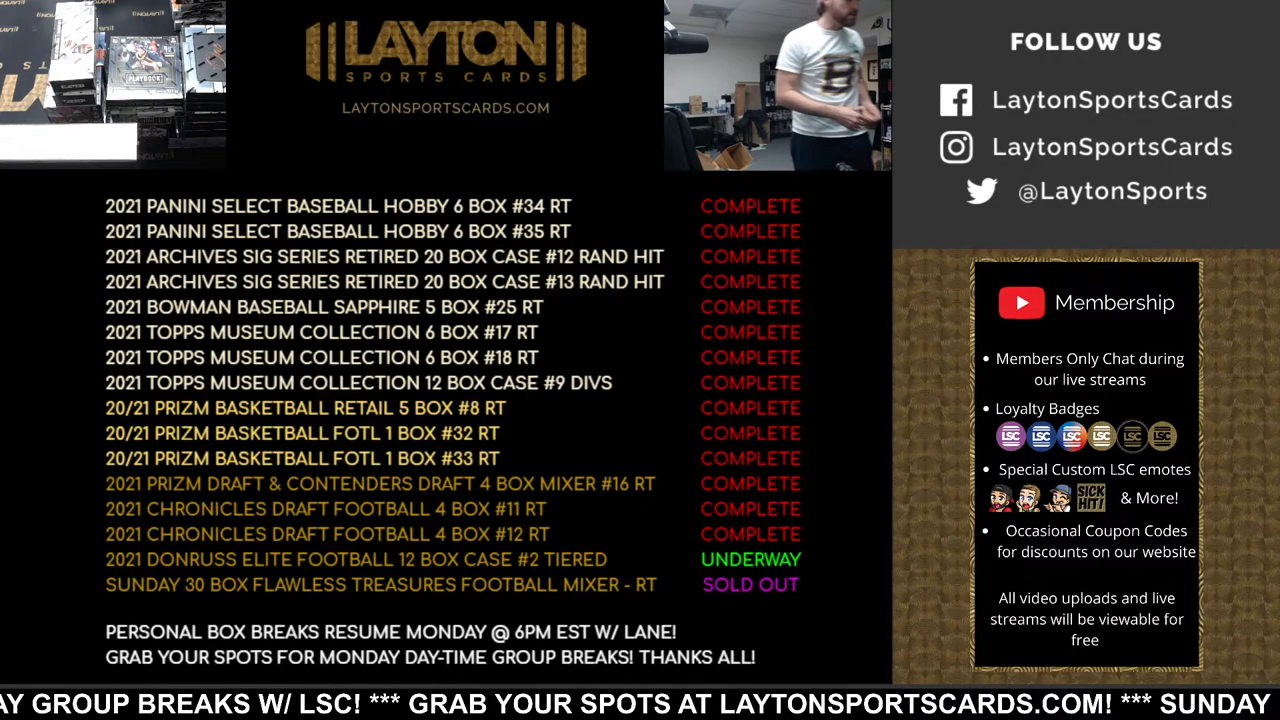 LAYTON
SPORTS CARDS
LAYTONSPORTSCARDS.COM
PLAYBOOK
FOLLOW US
LaytonSportsCards
LaytonSportsCards
@LaytonSports
2021 PANINI SELECT BASEBALL HOBBY 6 BOX #34 RT COMPLETE
2021 PANINI SELECT BASEBALL HOBBY 6 BOX #35 RT COMPLETE
2021 ARCHIVES SIG SERIES RETIRED 20 BOX CASE #12 RAND HIT COMPLETE
2021 ARCHIVES SIG SERIES RETIRED 20 BOX CASE #13 RAND HIT COMPLETE
2021 BOWMAN BASEBALL SAPPHIRE 5 BOX #25 RT COMPLETE
2021 TOPPS MUSEUM COLLECTION 6 BOX #17 RT COMPLETE
2021 TOPPS MUSEUM COLLECTION 6 BOX #18 RT COMPLETE
2021 TOPPS MUSEUM COLLECTION 12 BOX CASE #9 DIVS COMPLETE
20/21 PRIZM BASKETBALL RETAIL 5 BOX #8 RT COMPLETE
20/21 PRIZM BASKETBALL FOTL 1 BOX #32 RT COMPLETE
20/21 PRIZM BASKETBALL FOTL 1 BOX #33 RT COMPLETE
2021 PRIZM DRAFT & CONTENDERS DRAFT 4 BOX MIXER #16 RT COMPLETE
2021 CHRONICLES DRAFT FOOTBALL 4 BOX #11 RT COMPLETE
2021 CHRONICLES DRAFT FOOTBALL 4 BOX #12 RT COMPLETE
2021 DONRUSS ELITE FOOTBALL 12 BOX CASE #2 TIERED UNDERWAY
SUNDAY 30 BOX FLAWLESS TREASURES FOOTBALL MIXER - RT SOLD OUT
PERSONAL BOX BREAKS RESUME MONDAY @ 6PM EST W/ LANE!
GRAB YOUR SPOTS FOR MONDAY DAY-TIME GROUP BREAKS! THANKS ALL!
Membership
• Members Only Chat during
our live streams
• Loyalty Badges
LSC LSC LSC LSC LSC LSC
• Special Custom LSC emotes
SICK HIT! & More!
• Occasional Coupon Codes
for discounts on our website
All video uploads and live
streams will be viewable for
free
AY GROUP BREAKS W/ LSC! *** GRAB YOUR SPOTS AT LAYTONSPORTSCARDS.COM! *** SUNDAY